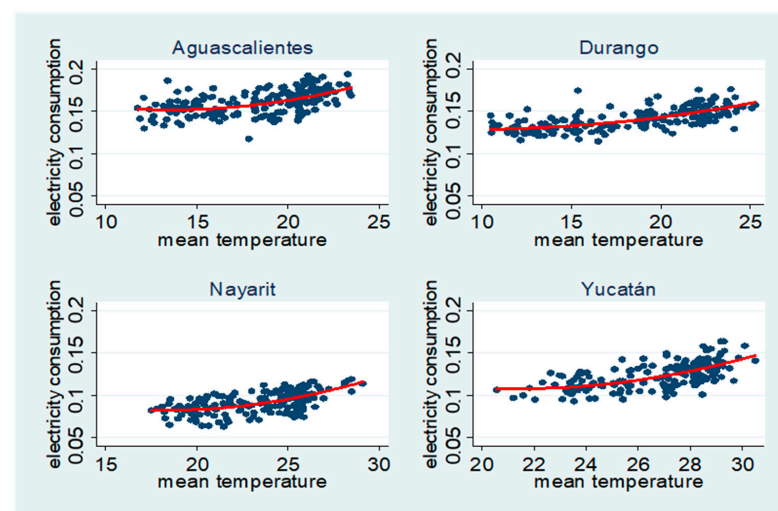 Aguascalientes
electricity consumption
0.05 0.1 0.15 0.2
10 15 20 25
mean temperature
Durango
electricity consumption
0.05 0.1 0.15 0.2
10 15 20 25
mean temperature
Nayarit
electricity consumption
0.05 0.1 0.15 0.2
15 20 25 30
mean temperature
Yucatán
electricity consumption
0.05 0.1 0.15 0.2
20 22 24 26 28 30
mean temperature